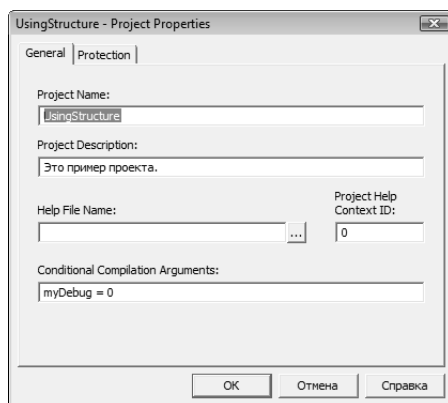 UsingStructure - Project Properties
General Protection
Project Name:
UsingStructure
Project Description:
Это пример проекта.
Help File Name:
Project Help
Context ID:
...
0
Conditional Compilation Arguments:
myDebug = 0
OK Отмена Справка